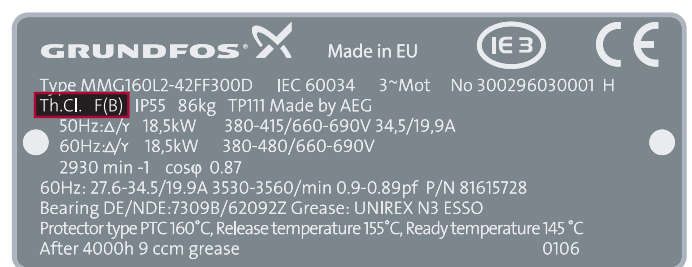 GRUNDFOS Made in EU IE3 CE
Type MMG160L2-42FF300D IEC 60034 3~Mot No 300296030001 H
Th.Cl. F(B) IP55 86kg TP111 Made by AEG
50Hz:Δ/Y 18,5kW 380-415/660-690V 34,5/19,9A
60Hz:Δ/Y 18,5kW 380-480/660-690V
2930 min -1 cosφ 0.87
60Hz: 27.6-34.5/19.9A 3530-3560/min 0.9-0.89pf P/N 81615728
Bearing DE/NDE:7309B/62092Z Grease: UNIREX N3 ESSO
Protector type PTC 160°C, Release temperature 155°C, Ready temperature 145 °C
After 4000h 9 ccm grease 0106